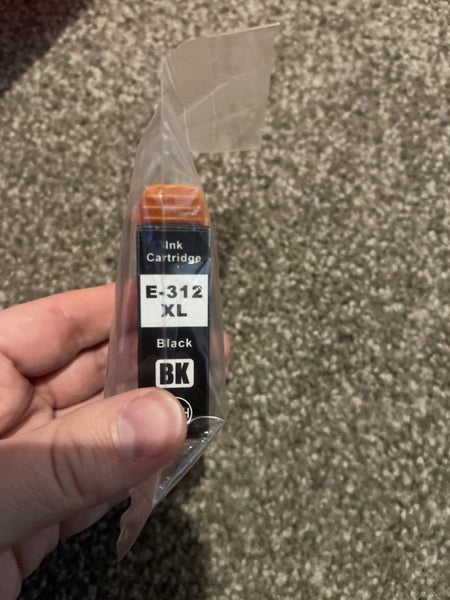 Ink
Cartridge
E-312
XL
Black
BK